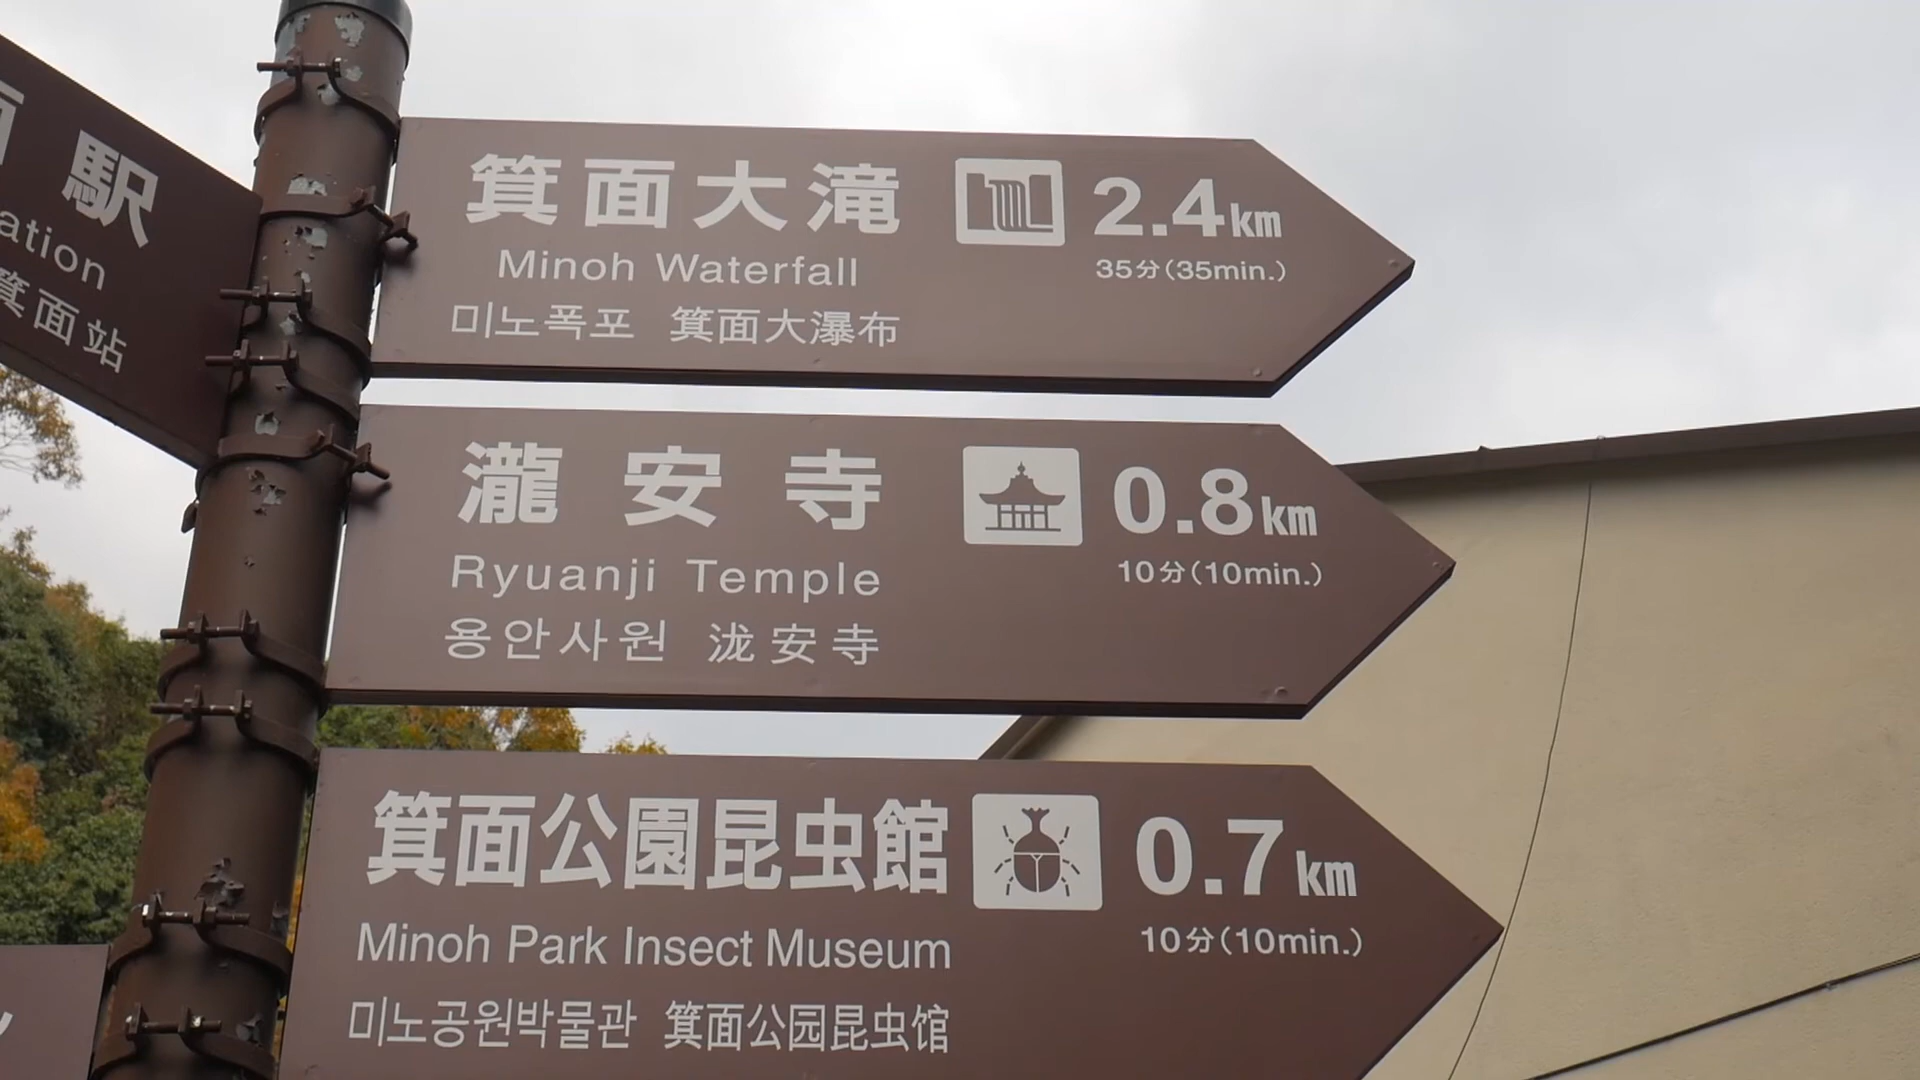 駅
ation
箕面站
箕面大滝 2.4km
Minoh Waterfall 35分(35min.)
미노폭포 箕面大瀑布
瀧安寺 0.8km
Ryuanji Temple 10分(10min.)
용안사원 泷安寺
箕面公園昆虫館 0.7km
Minoh Park Insect Museum 10分(10min.)
미노공원박물관 箕面公园昆虫馆